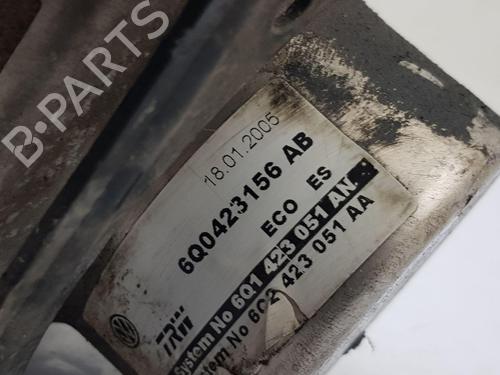 B-PARTS
18.01.2005
6Q0423156 AB
ECO ES
System No 6Q1 423 051 AN
stem No 6Q2 423 051 AA
TRW